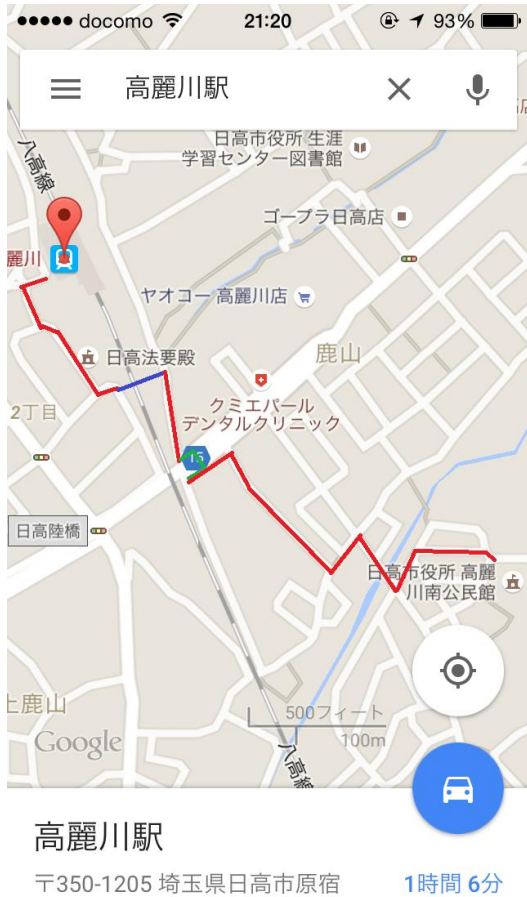 docomo 21:20 93%
高麗川駅
八高線
日高市役所 生涯
学習センター図書館
ゴープラ日高店
麗川
ヤオコー 高麗川店
日高法要殿
鹿山
クミエパール
デンタルクリニック
2丁目
15
日高陸橋
日高市役所 高麗
川南公民館
上鹿山
500フィート
100m
Google
八高線
高麗川駅
〒350-1205 埼玉県日高市原宿
1時間 6分